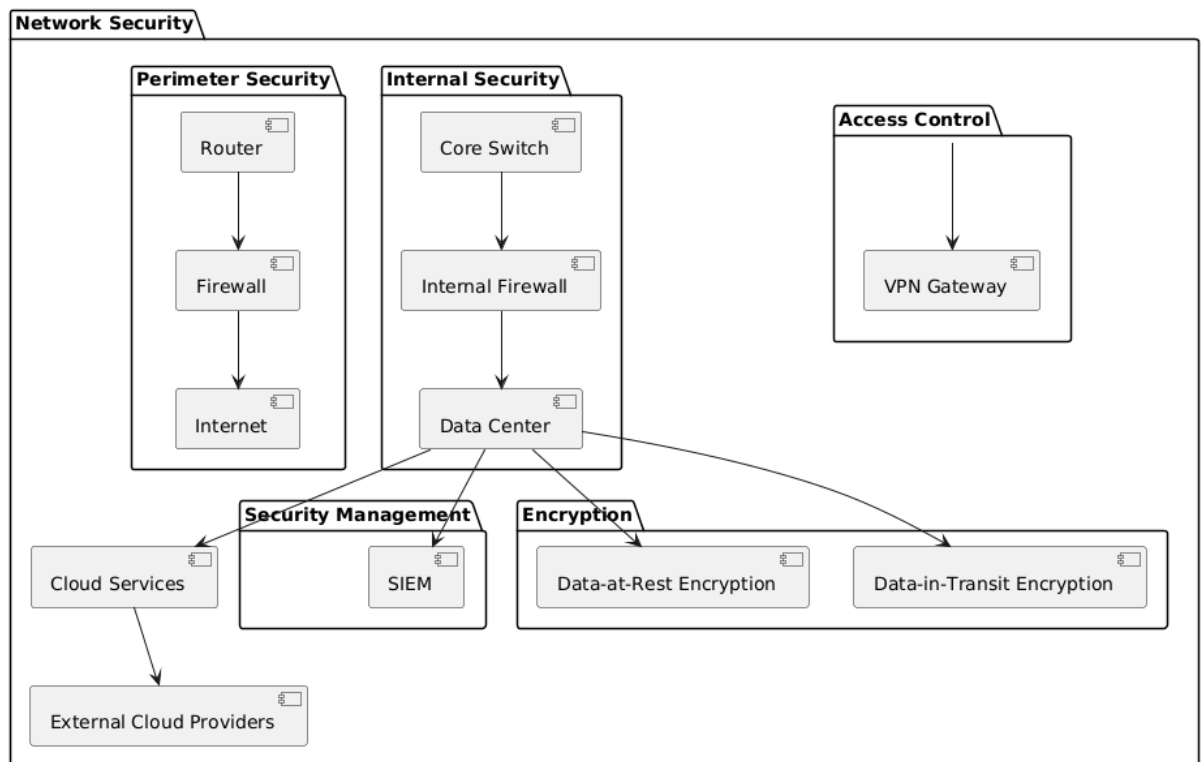 Network Security
Perimeter Security
Internal Security
Access Control
Router
Core Switch
Firewall
Internal Firewall
VPN Gateway
Internet
Data Center
Security Management
Encryption
Cloud Services
SIEM
Data-at-Rest Encryption
Data-in-Transit Encryption
External Cloud Providers